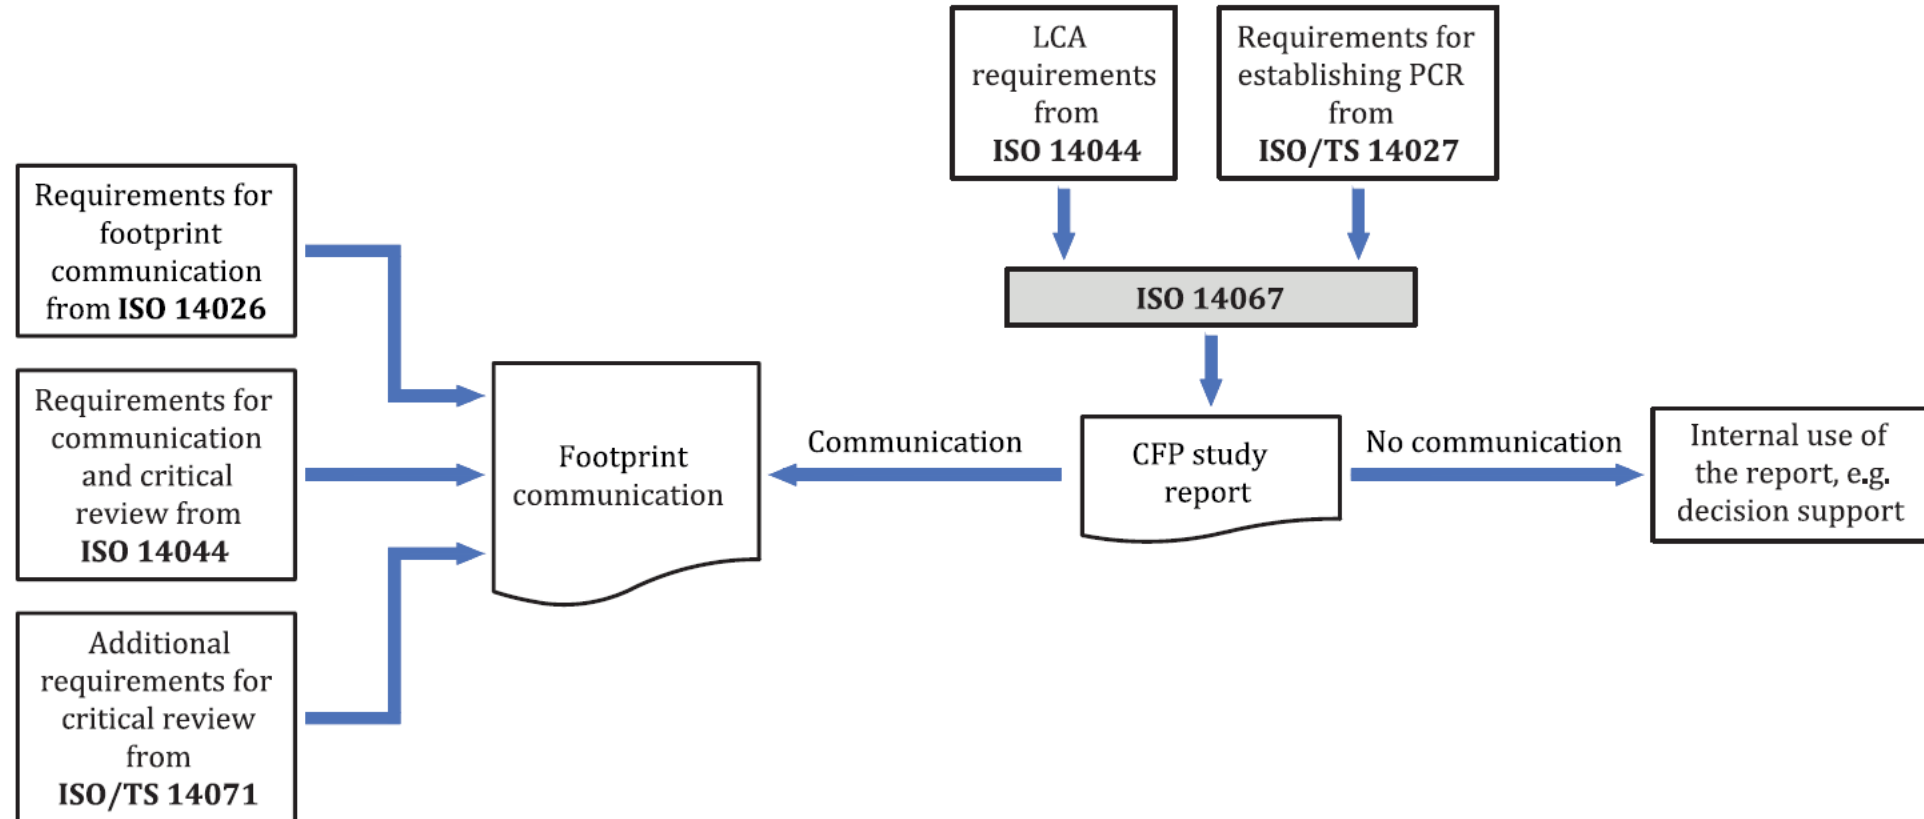 LCA
requirements
from
ISO 14044
Requirements for
establishing PCR
from
ISO/TS 14027
Requirements for
footprint
communication
from ISO 14026
ISO 14067
Requirements for
communication
and critical
review from
ISO 14044
Footprint
communication
Communication
CFP study
report
No communication
Internal use of
the report, e.g.
decision support
Additional
requirements for
critical review
from
ISO/TS 14071